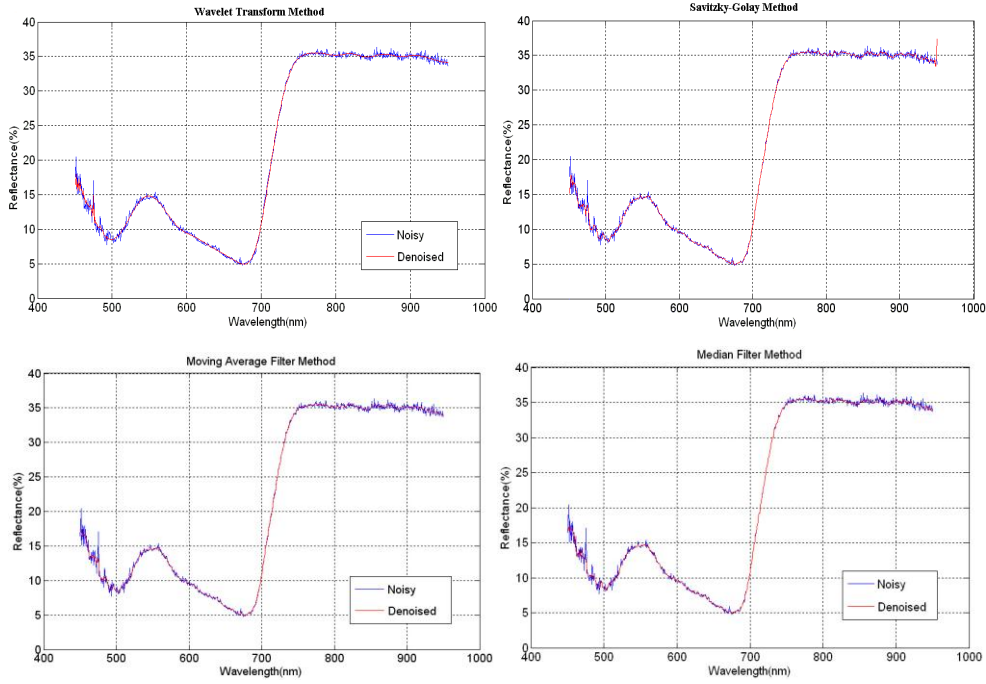 Wavelet Transform Method
40
35
30
25
20
15
10
5
0
Reflectance(%)
400 500 600 700 800 900 1000
Wavelength(nm)
Noisy
Denoised
Savitzky-Golay Method
40
35
30
25
20
15
10
5
0
Reflectance(%)
400 500 600 700 800 900 1000
Wavelength(nm)
Moving Average Filter Method
40
35
30
25
20
15
10
5
0
Reflectance(%)
400 500 600 700 800 900 1000
Wavelength(nm)
Noisy
Denoised
Median Filter Method
40
35
30
25
20
15
10
5
0
Reflectance(%)
400 500 600 700 800 900 1000
Wavelength(nm)
Noisy
Denoised